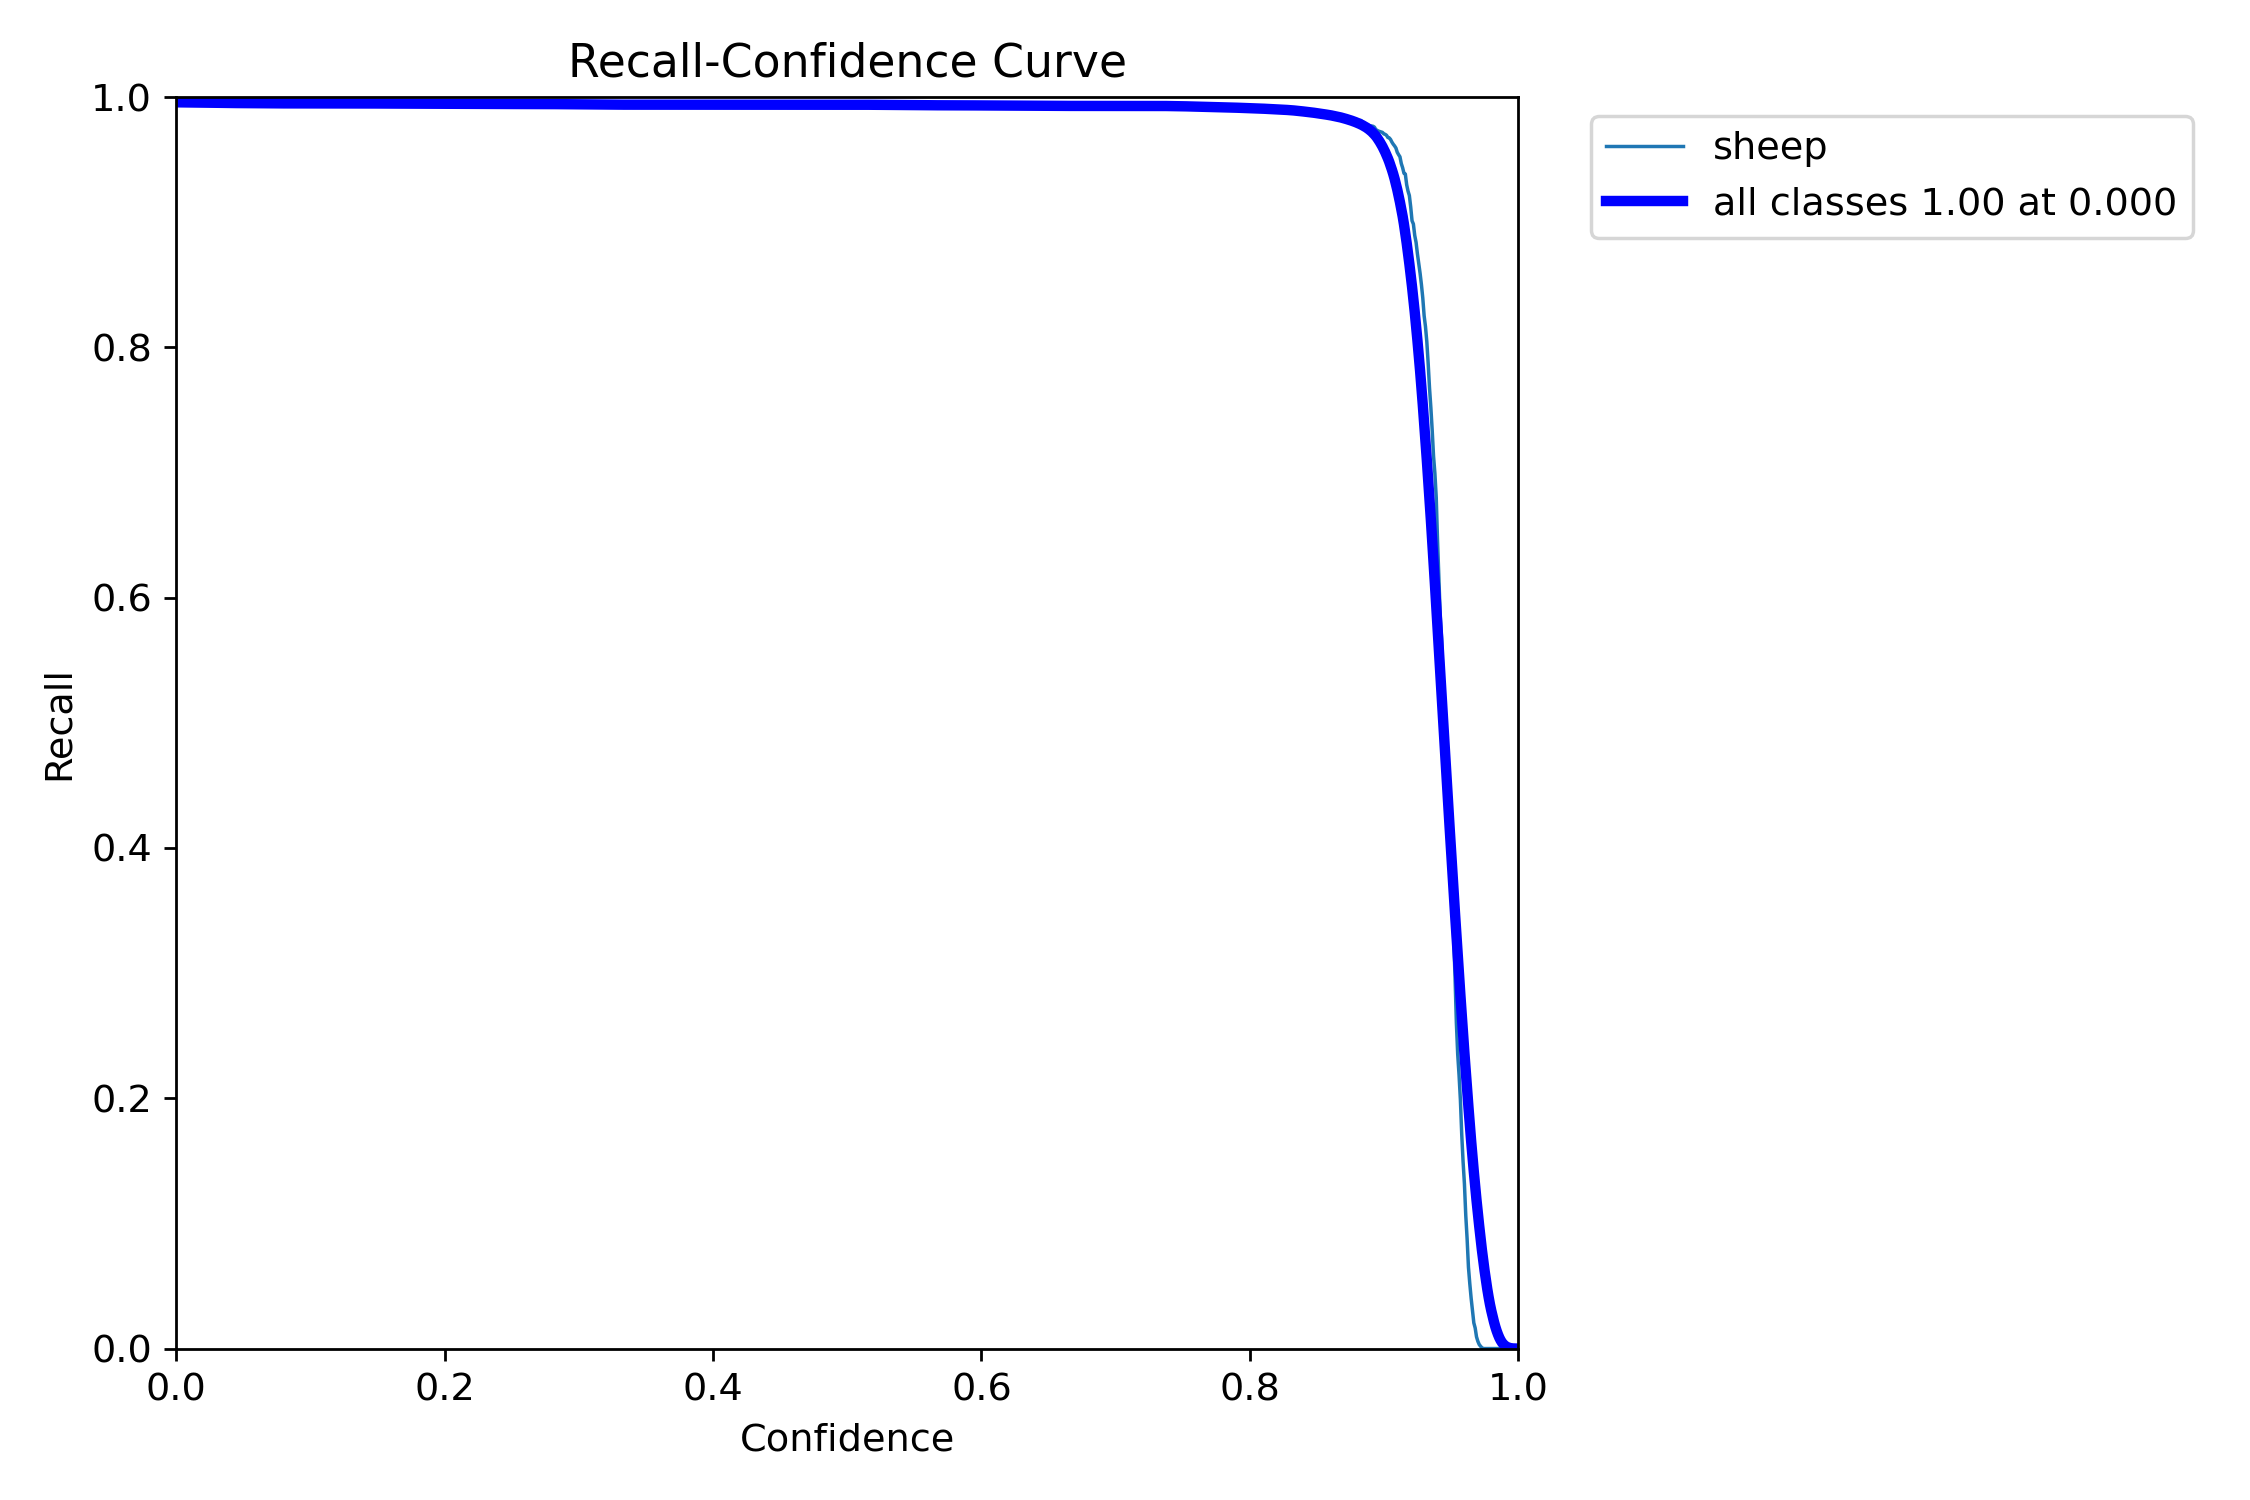 Recall-Confidence Curve
1.0
0.8
0.6
0.4
0.2
0.0
Recall
0.0 0.2 0.4 0.6 0.8 1.0
Confidence
sheep
all classes 1.00 at 0.000